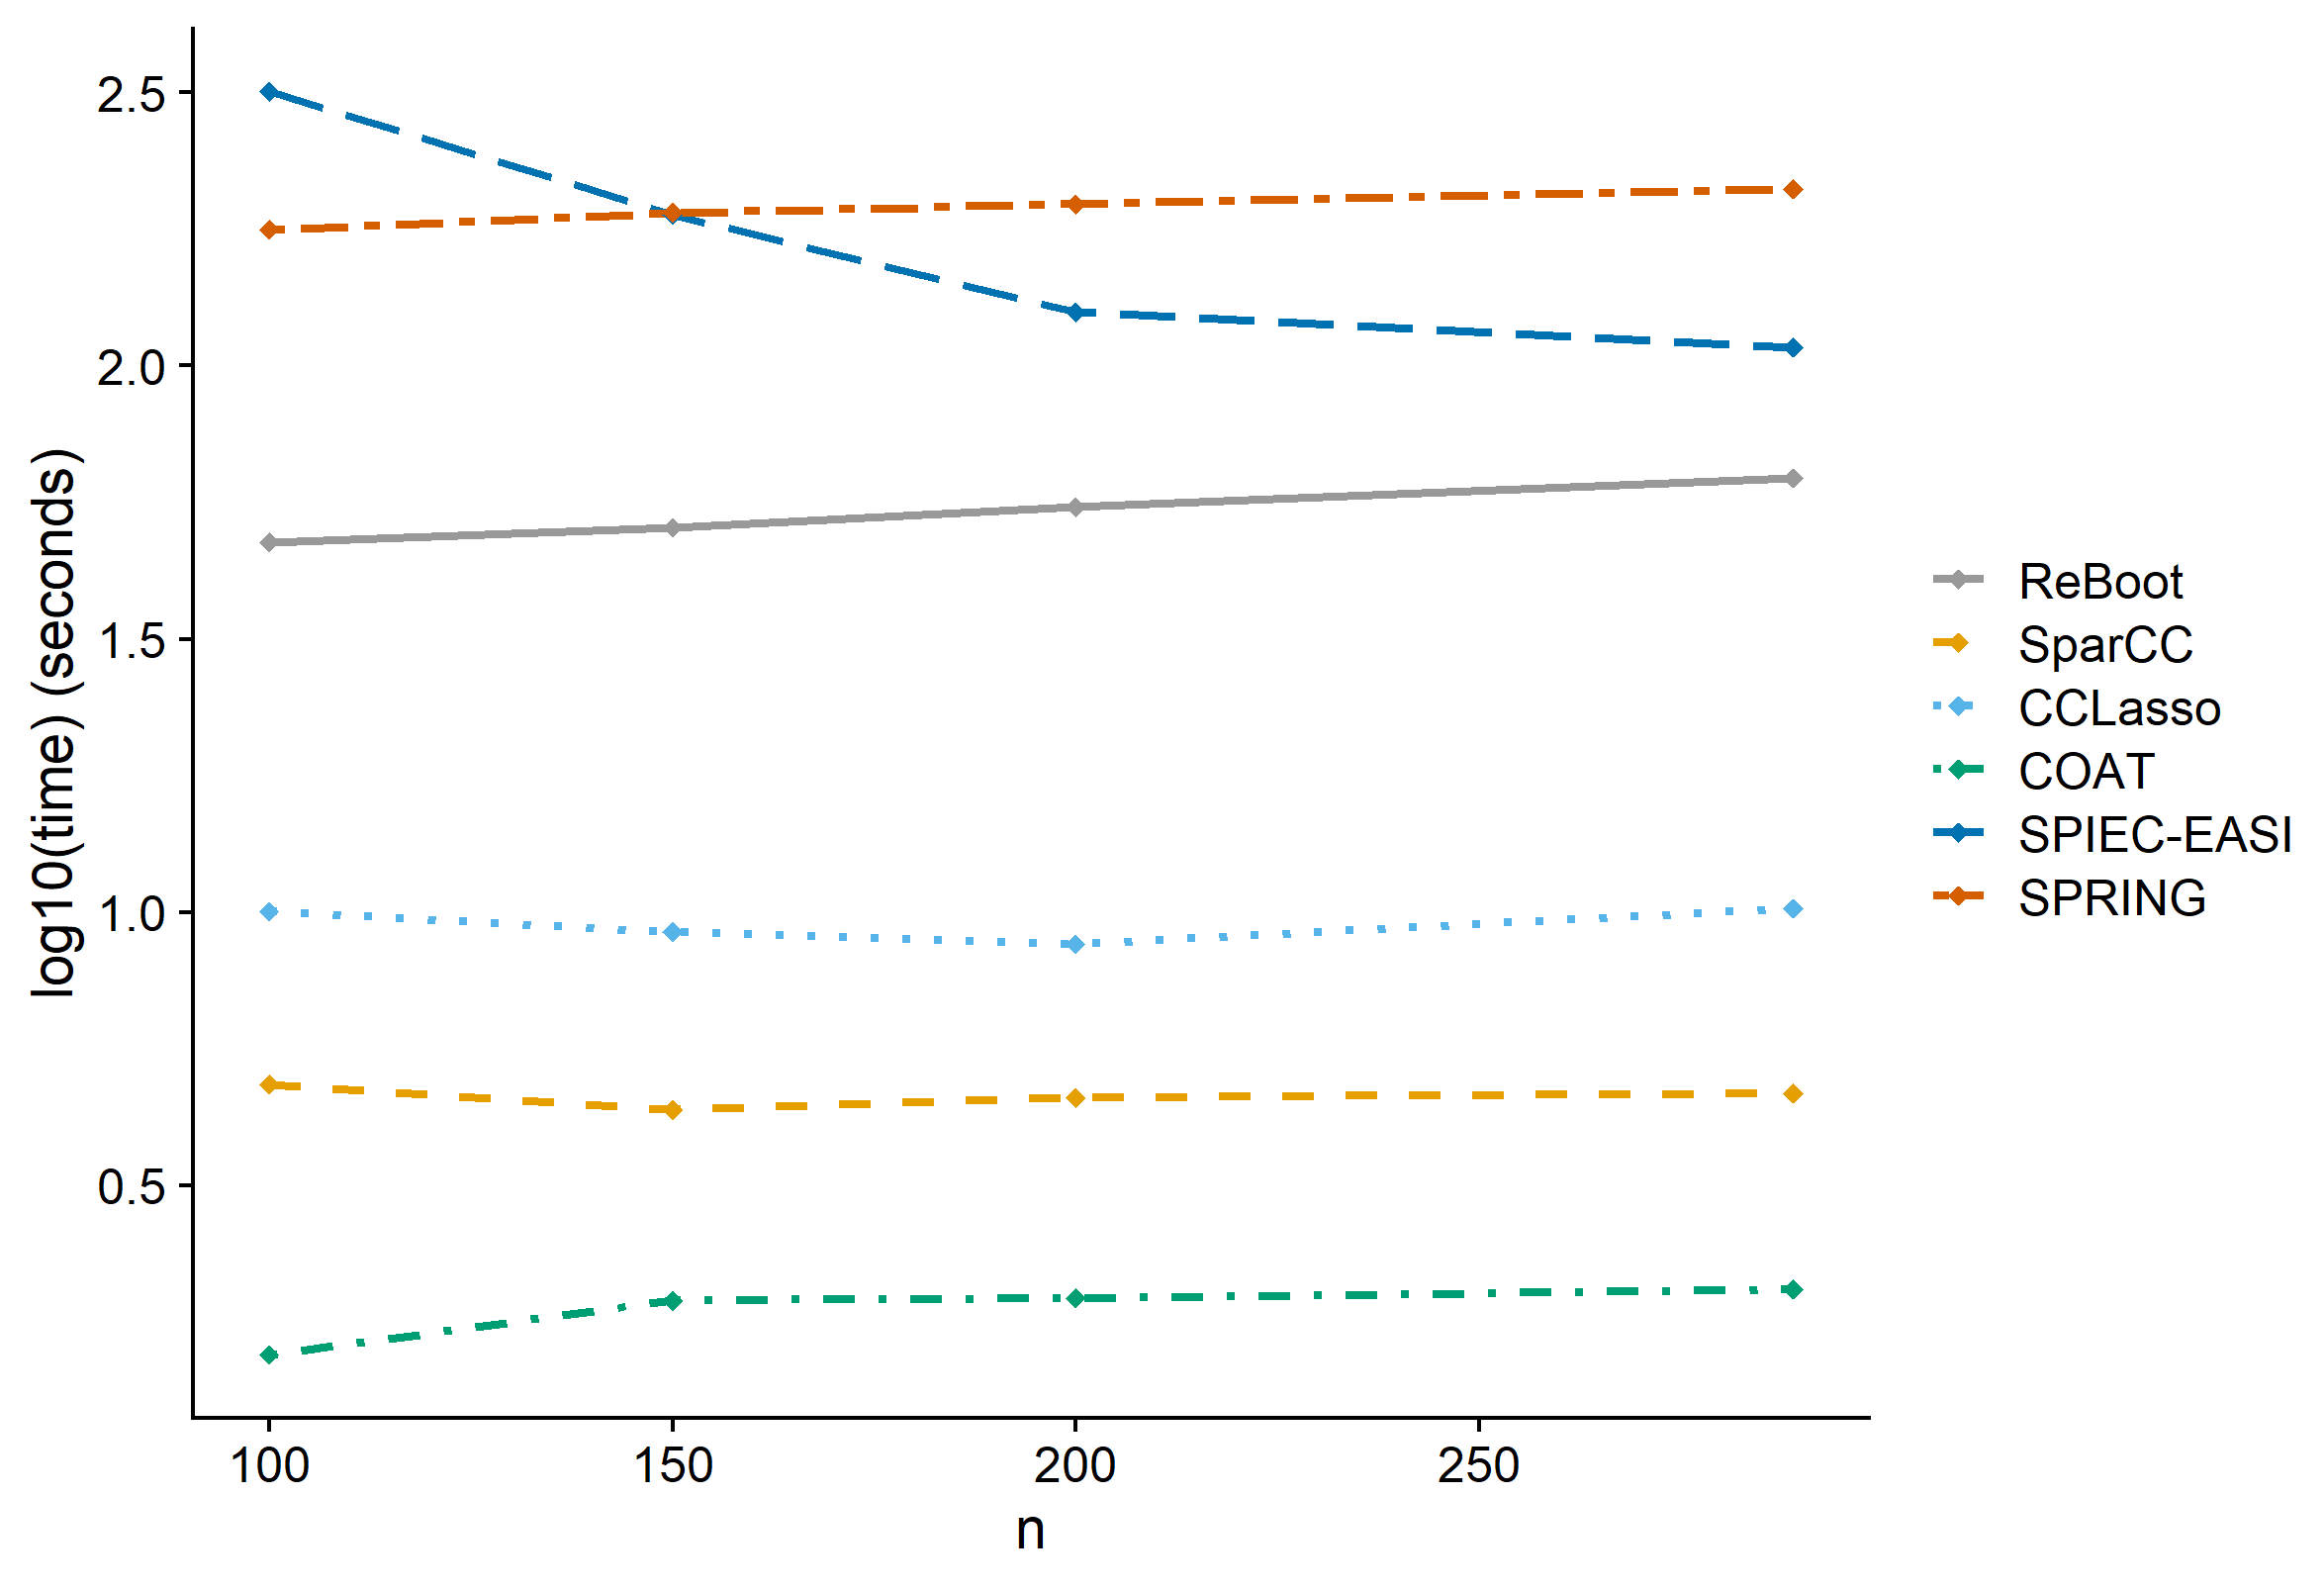 2.5
2.0
1.5
1.0
0.5
log10(time) (seconds)
100 150 200 250
n
ReBoot
SparCC
CCLasso
COAT
SPIEC-EASI
SPRING